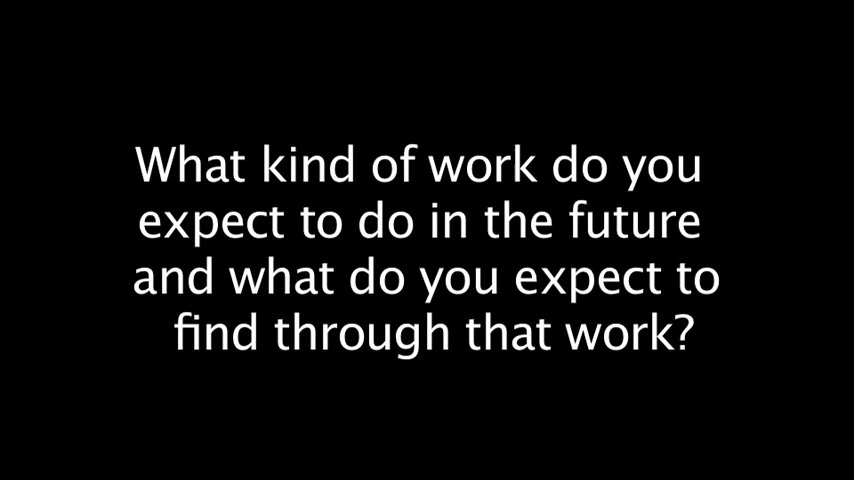 What kind of work do you
expect to do in the future
and what do you expect to
find through that work?